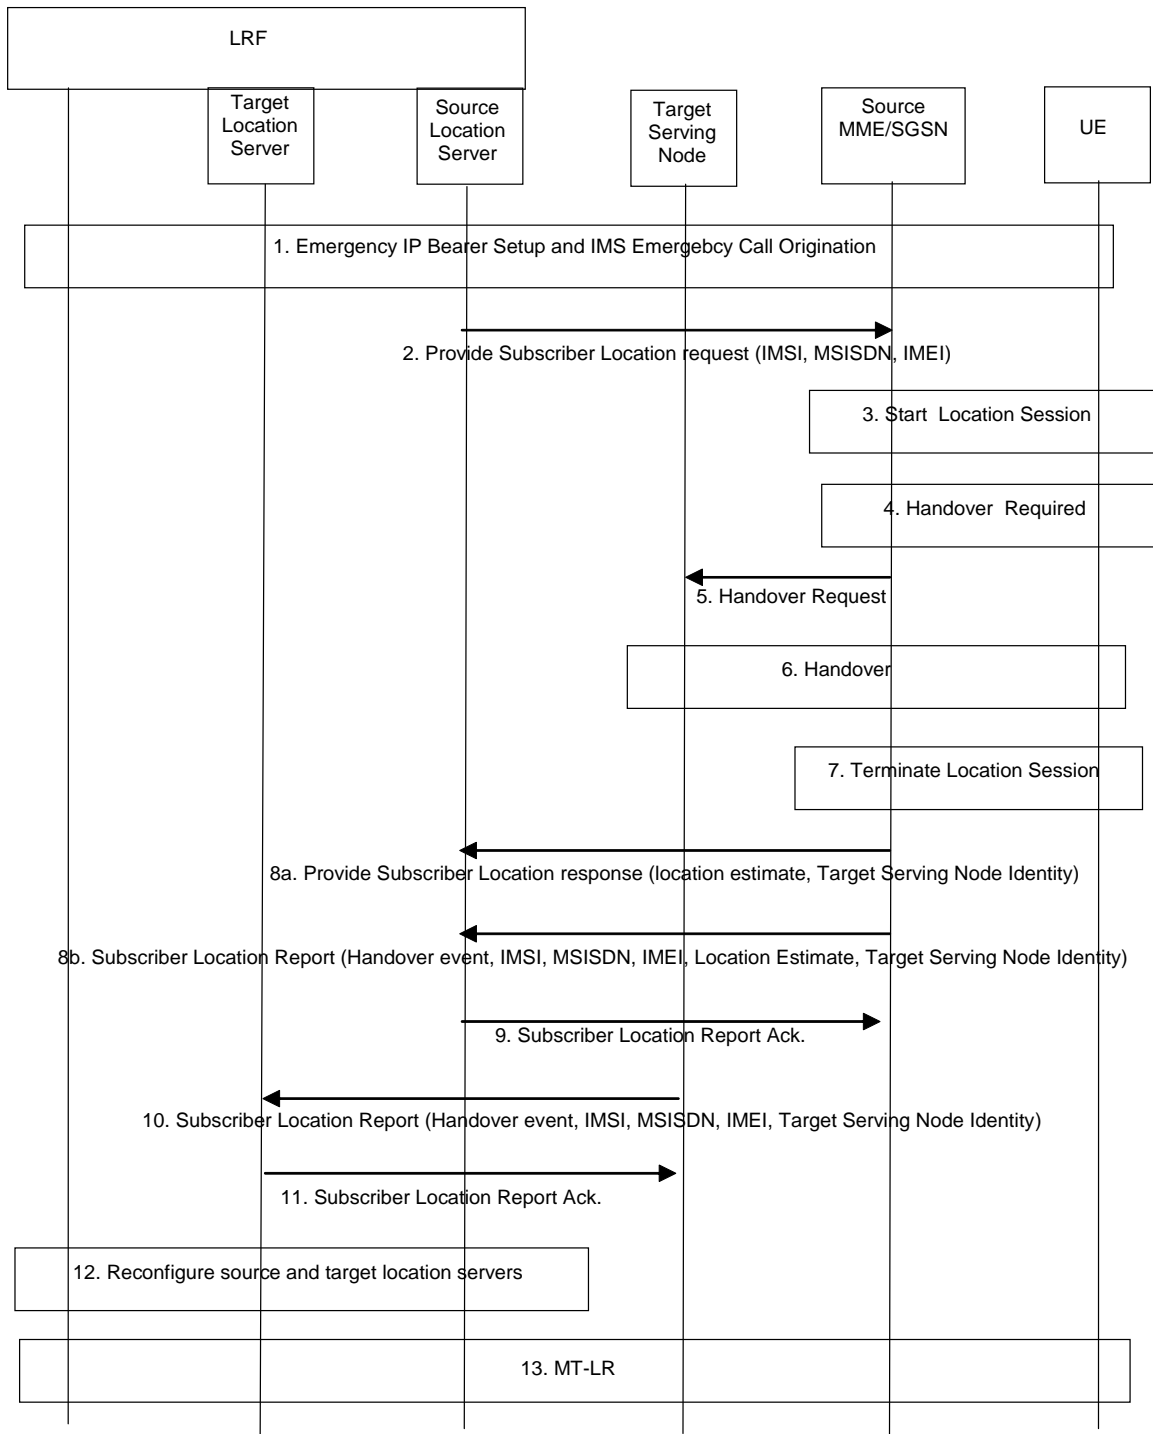 LRF
Target
Location
Server
Source
Location
Server
Target
Serving
Node
Source
MME/SGSN
UE
1. Emergency IP Bearer Setup and IMS Emergebcy Call Origination
2. Provide Subscriber Location request (IMSI, MSISDN, IMEI)
3. Start  Location Session
4. Handover  Required
5. Handover Request
6. Handover
7. Terminate Location Session
8a. Provide Subscriber Location response (location estimate, Target Serving Node Identity)
8b. Subscriber Location Report (Handover event, IMSI, MSISDN, IMEI, Location Estimate, Target Serving Node Identity)
9. Subscriber Location Report Ack.
10. Subscriber Location Report (Handover event, IMSI, MSISDN, IMEI, Target Serving Node Identity)
11. Subscriber Location Report Ack.
12. Reconfigure source and target location servers
13. MT-LR